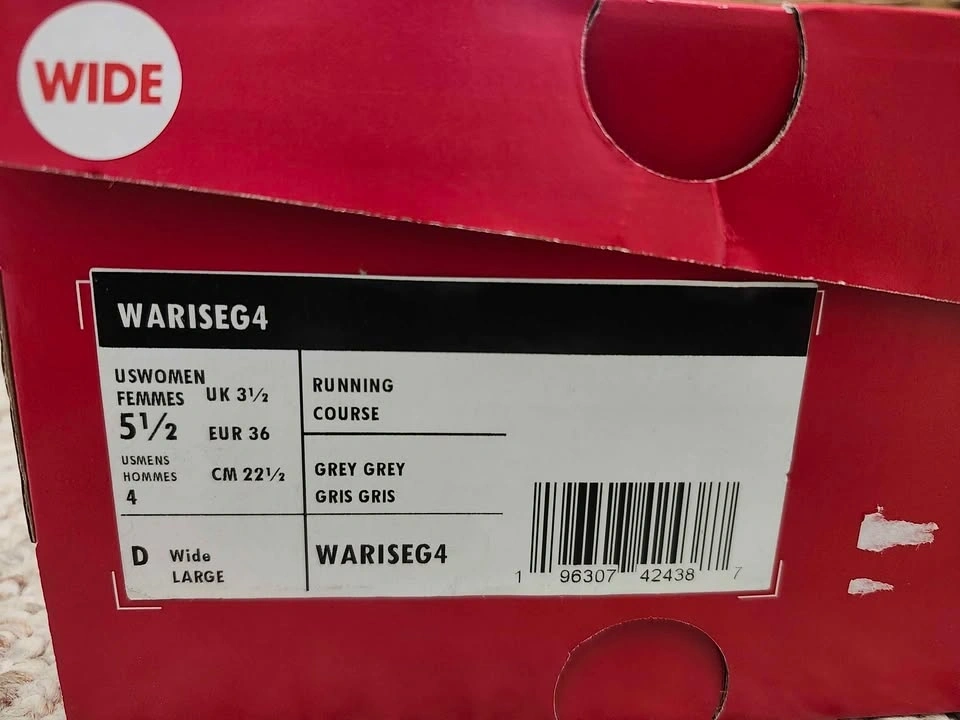 WIDE
WARISEG4
USWOMEN
FEMMES UK 3½
5½ EUR 36
USMENS
HOMMES CM 22½
4
D Wide
LARGE
RUNNING
COURSE
GREY GREY
GRIS GRIS
WARISEG4
1 96307 42438 7